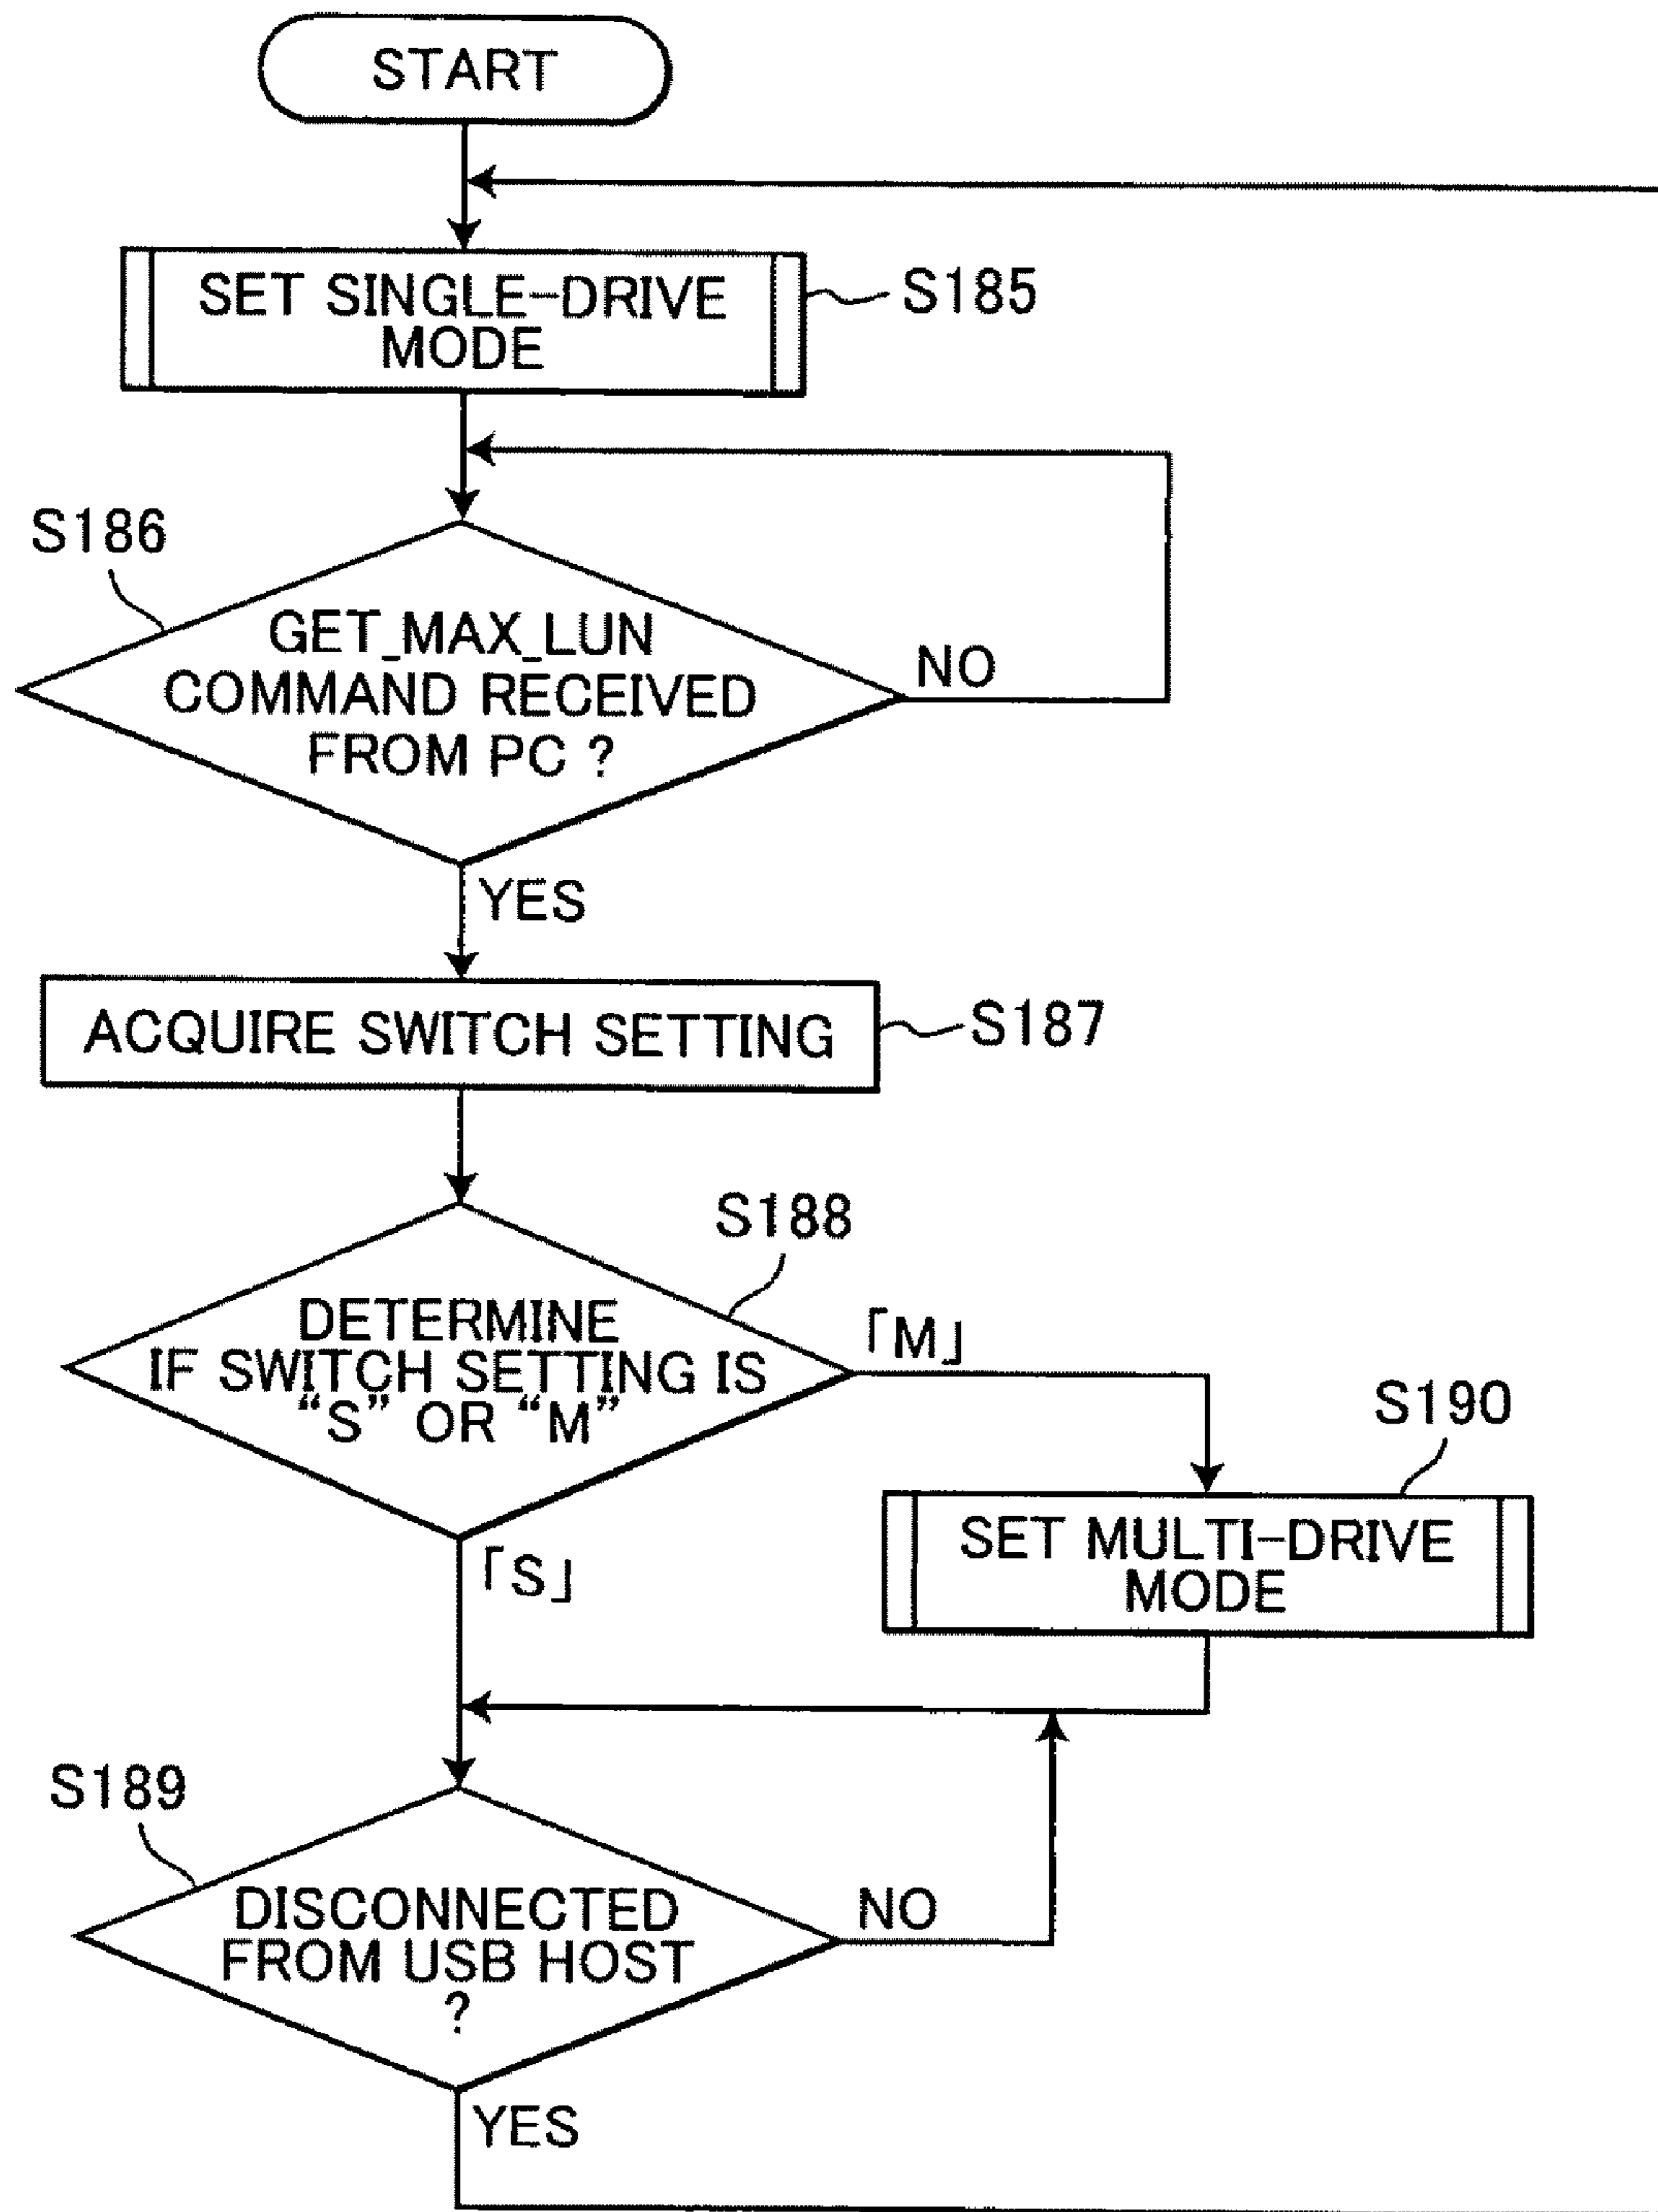 START
SET SINGLE-DRIVE
MODE
S185
S186
GET_MAX_LUN
COMMAND RECEIVED
FROM PC ?
NO
YES
ACQUIRE SWITCH SETTING
S187
S188
DETERMINE
IF SWITCH SETTING IS
“S” OR “M”
「M」
S190
SET MULTI-DRIVE
MODE
「S」
S189
DISCONNECTED
FROM USB HOST
?
NO
YES